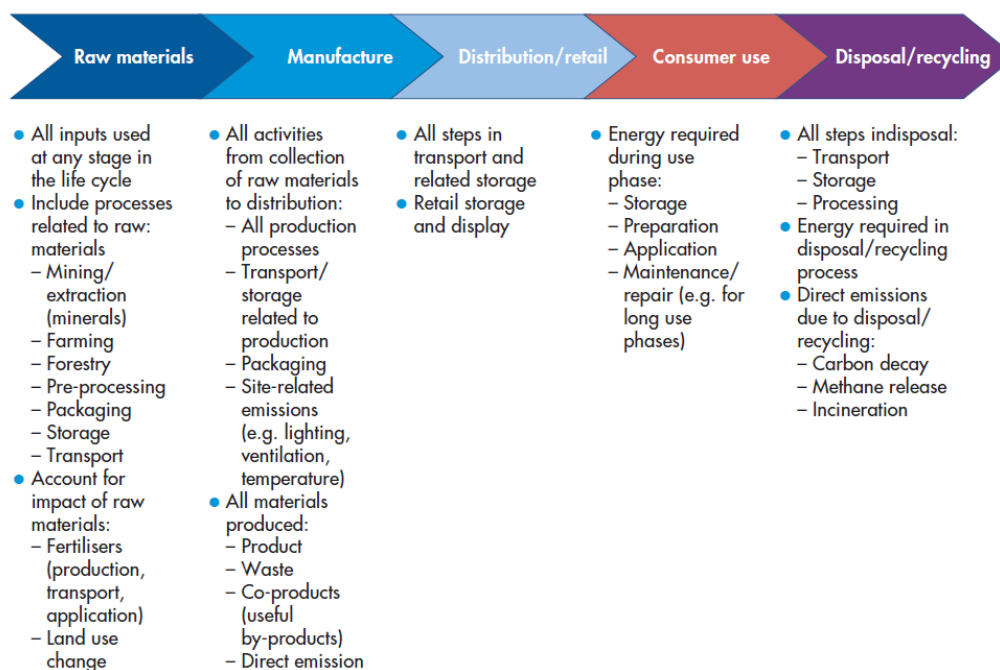 Raw materials
Manufacture
Distribution/retail
Consumer use
Disposal/recycling
● All inputs used
at any stage in
the life cycle
● Include processes
related to raw:
materials
– Mining/
extraction
(minerals)
– Farming
– Forestry
– Pre-processing
– Packaging
– Storage
– Transport
● Account for
impact of raw
materials:
– Fertilisers
(production,
transport,
application)
– Land use
change
● All activities
from collection
of raw materials
to distribution:
– All production
processes
– Transport/
storage
related to
production
– Packaging
– Site-related
emissions
(e.g. lighting,
ventilation,
temperature)
● All materials
produced:
– Product
– Waste
– Co-products
(useful
by-products)
– Direct emission
● All steps in
transport and
related storage
● Retail storage
and display
● Energy required
during use
phase:
– Storage
– Preparation
– Application
– Maintenance/
repair (e.g. for
long use
phases)
● All steps indisposal:
– Transport
– Storage
– Processing
● Energy required in
disposal/recycling
process
● Direct emissions
due to disposal/
recycling:
– Carbon decay
– Methane release
– Incineration